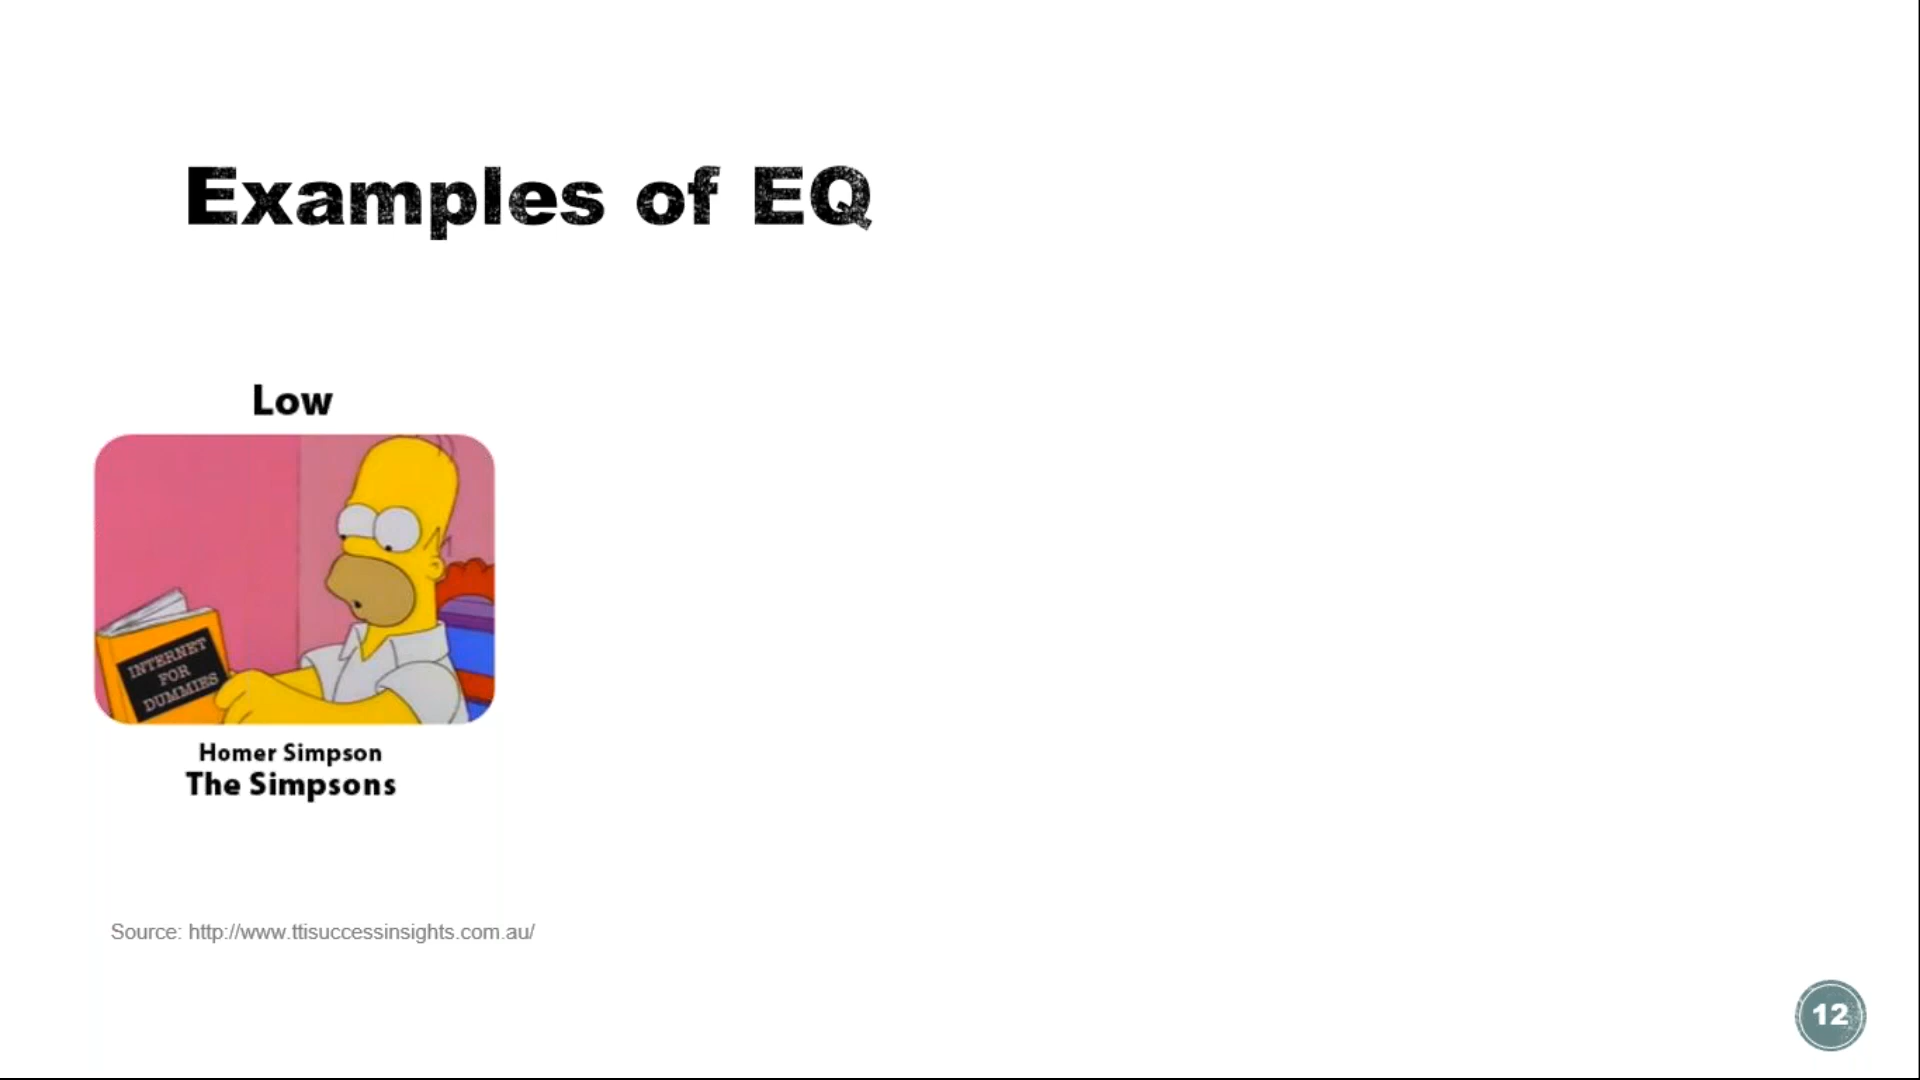 Examples of EQ
Low
INTERNET
FOR
DUMMIES
Homer Simpson
The Simpsons
Source: http://www.ttisuccessinsights.com.au/
12